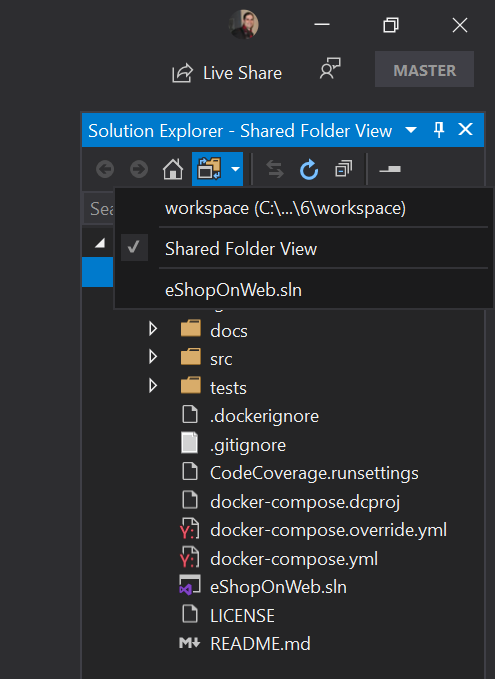 Live Share
MASTER
Solution Explorer - Shared Folder View
Sea
workspace (C:\...\6\workspace)
Shared Folder View
eShopOnWeb.sln
docs
src
tests
.dockerignore
.gitignore
CodeCoverage.runsettings
docker-compose.dcproj
docker-compose.override.yml
docker-compose.yml
eShopOnWeb.sln
LICENSE
README.md